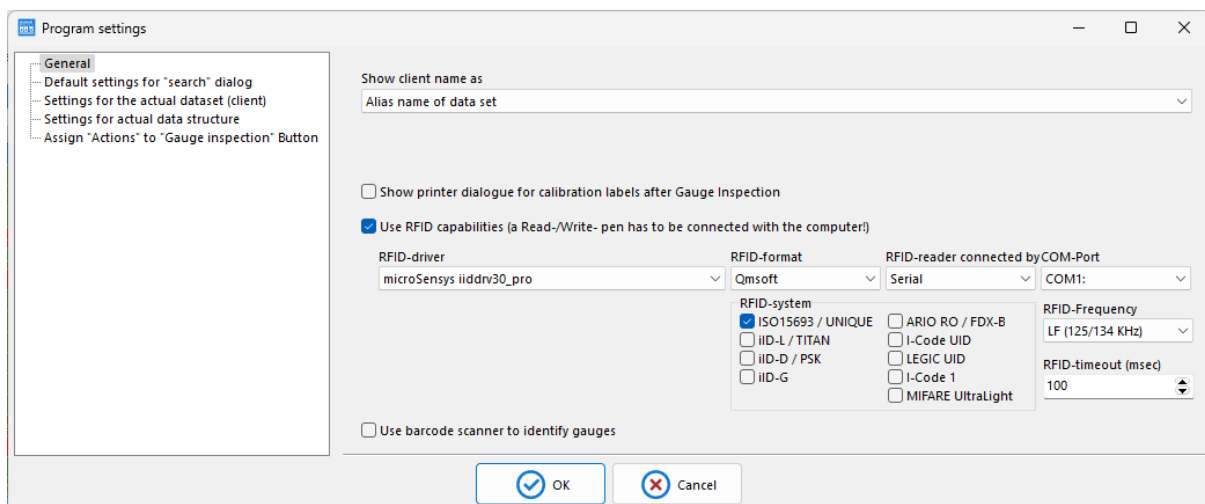 Program settings
General
Default settings for "search" dialog
Settings for the actual dataset (client)
Settings for actual data structure
Assign "Actions" to "Gauge inspection" Button
Show client name as
Alias name of data set
Show printer dialogue for calibration labels after Gauge Inspection
Use RFID capabilities (a Read-/Write- pen has to be connected with the computer!)
RFID-driver RFID-format RFID-reader connected by COM-Port
microSensys iiddrv30_pro Qmsoft Serial COM1:
RFID-system
ISO15693 / UNIQUE ARIO RO / FDX-B
iID-L / TITAN I-Code UID
iID-D / PSK LEGIC UID
iID-G I-Code 1
MIFARE UltraLight
RFID-Frequency
LF (125/134 KHz)
RFID-timeout (msec)
100
Use barcode scanner to identify gauges
OK Cancel